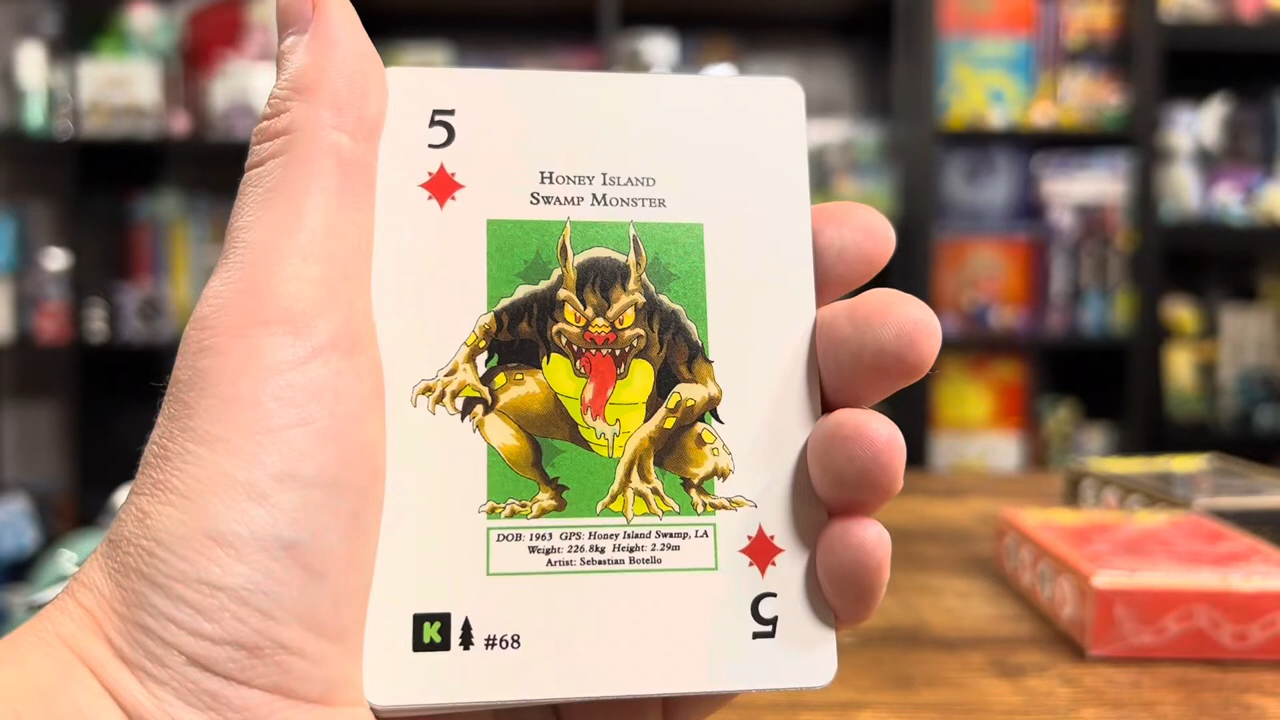 5
Honey Island
Swamp Monster
DOB: 1963 GPS: Honey Island Swamp, LA
Weight: 226.8kg Height: 2.29m
Artist: Sebastian Botello
K #68
5